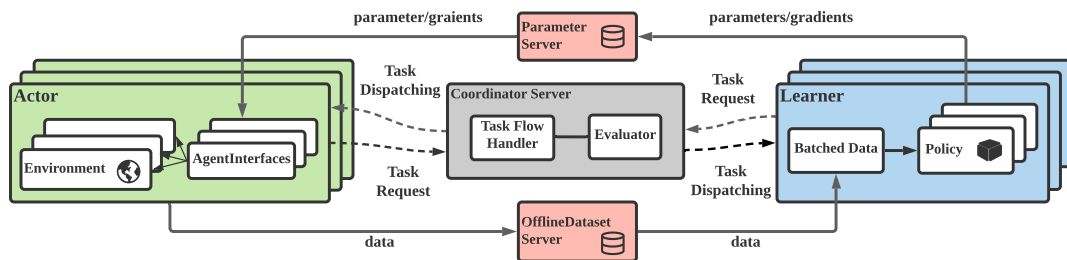 parameter/graients
Parameter
Server
parameters/gradients
Actor
Environment
AgentInterfaces
Task
Dispatching
Task
Request
Coordinator Server
Task Flow
Handler
Evaluator
Task
Request
Task
Dispatching
Learner
Batched Data
Policy
data
OfflineDataset
Server
data